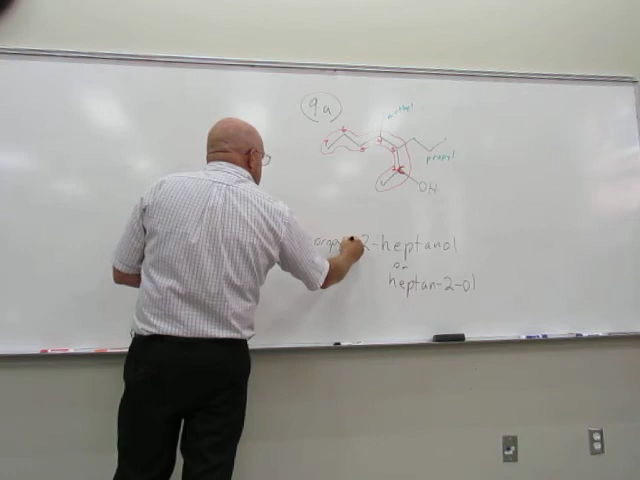 9a
methyl
propyl
OH
propyl 2-heptanol
or
heptan-2-ol